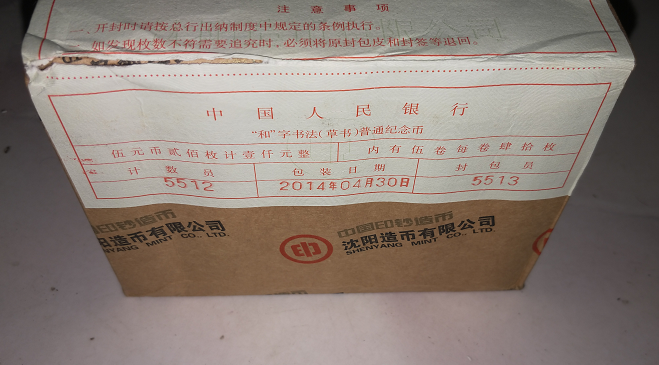 注意事项
一、开封时请按总行出纳制度中规定的条例执行。
如发现枚数不符需要追究时，必须将原封包皮和封签等退回。
中国人民银行
“和”字书法（草书）普通纪念币
伍元币贰佰枚计壹仟元整 内有伍卷每卷肆拾枚
计数员 包装日期 封包员
5512 2014年04月30日 5513
中国印钞造币 中国印钞造币
沈阳造币有限公司 沈阳造币有限公司
SHENYANG MINT CO., LTD. SHENYANG MINT CO., LTD.